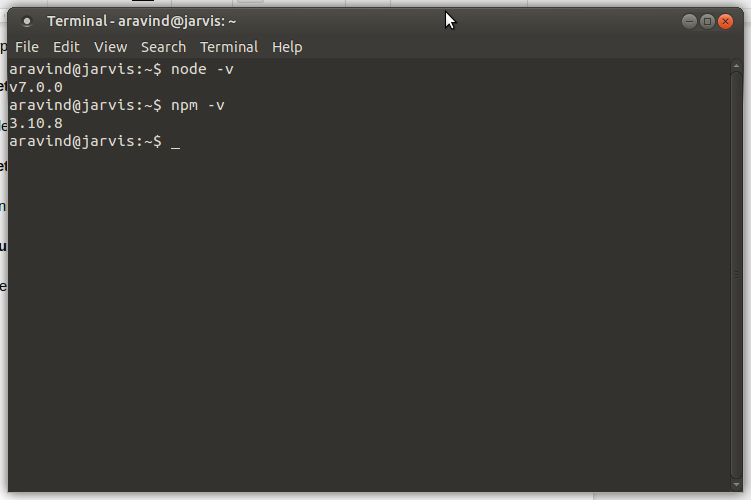 Terminal - aravind@jarvis: ~
File Edit View Search Terminal Help
aravind@jarvis:~$ node -v
v7.0.0
aravind@jarvis:~$ npm -v
3.10.8
aravind@jarvis:~$ _